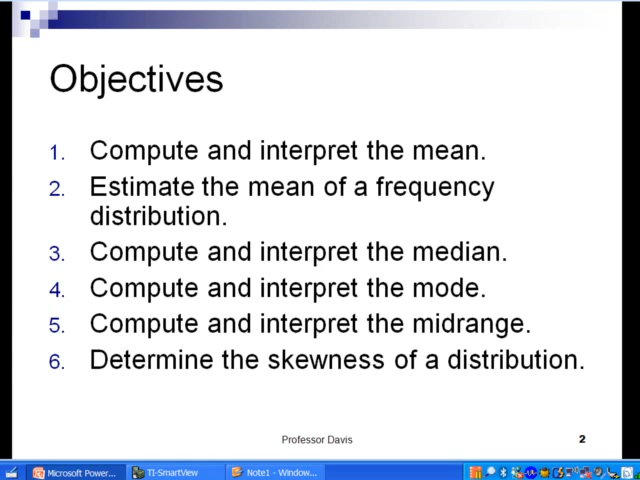 Objectives
1. Compute and interpret the mean.
2. Estimate the mean of a frequency
distribution.
3. Compute and interpret the median.
4. Compute and interpret the mode.
5. Compute and interpret the midrange.
6. Determine the skewness of a distribution.
Professor Davis 2
Microsoft Power... TI-SmartView Note1 - Window...